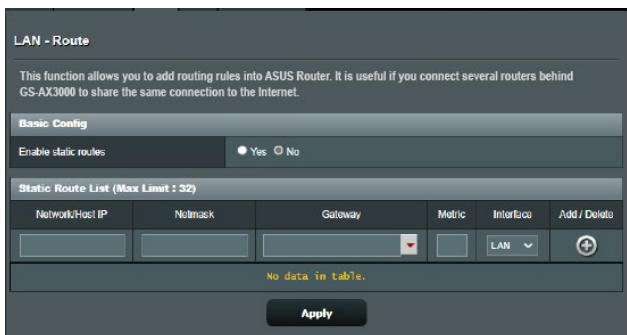 LAN - Route
This function allows you to add routing rules into ASUS Router. It is useful if you connect several routers behind
GS-AX3000 to share the same connection to the Internet.
Basic Config
Enable static routes Yes No
Static Route List (Max Limit : 32)
Network/Host IP Netmask Gateway Metric Interface Add / Delete
LAN
No data in table.
Apply